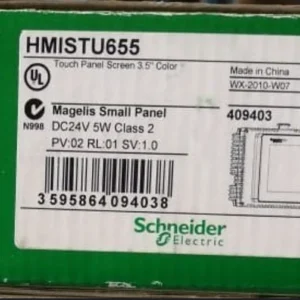 HMISTU655
Touch Panel Screen 3.5" Color
UL
Made in China
WX-2010-W07
N998
Magelis Small Panel
DC24V 5W Class 2
PV:02 RL:01 SV:1.0
409403
3 595864 094038
Schneider
Electric